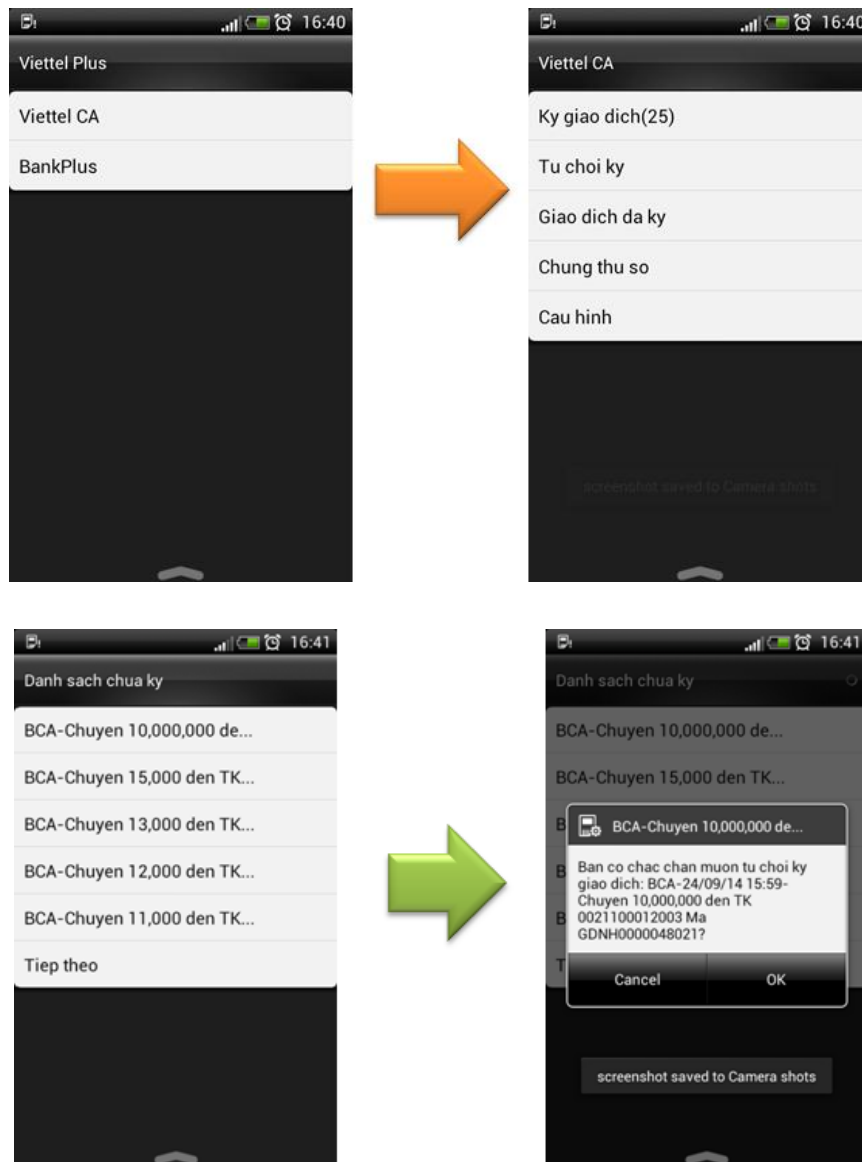 16:40
Viettel Plus
Viettel CA
BankPlus
16:40
Viettel CA
Ky giao dich(25)
Tu choi ky
Giao dich da ky
Chung thu so
Cau hinh
screenshot saved to Camera shots
16:41
Danh sach chua ky
BCA-Chuyen 10,000,000 de...
BCA-Chuyen 15,000 den TK...
BCA-Chuyen 13,000 den TK...
BCA-Chuyen 12,000 den TK...
BCA-Chuyen 11,000 den TK...
Tiep theo
16:41
Danh sach chua ky
BCA-Chuyen 10,000,000 de...
BCA-Chuyen 15,000 den TK...
B
BCA-Chuyen 10,000,000 de...
B
Ban co chac chan muon tu choi ky
giao dich: BCA-24/09/14 15:59-
Chuyen 10,000,000 den TK
B
0021100012003 Ma
GDNH0000048021?
T
Cancel OK
screenshot saved to Camera shots